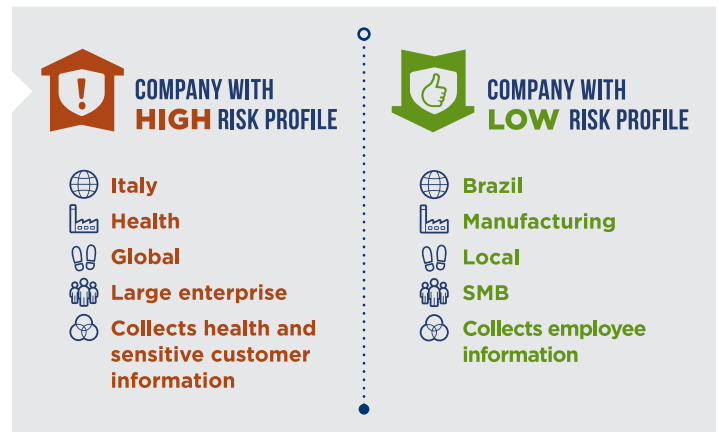 COMPANY WITH
HIGH RISK PROFILE
Italy
Health
Global
Large enterprise
Collects health and
sensitive customer
information
COMPANY WITH
LOW RISK PROFILE
Brazil
Manufacturing
Local
SMB
Collects employee
information